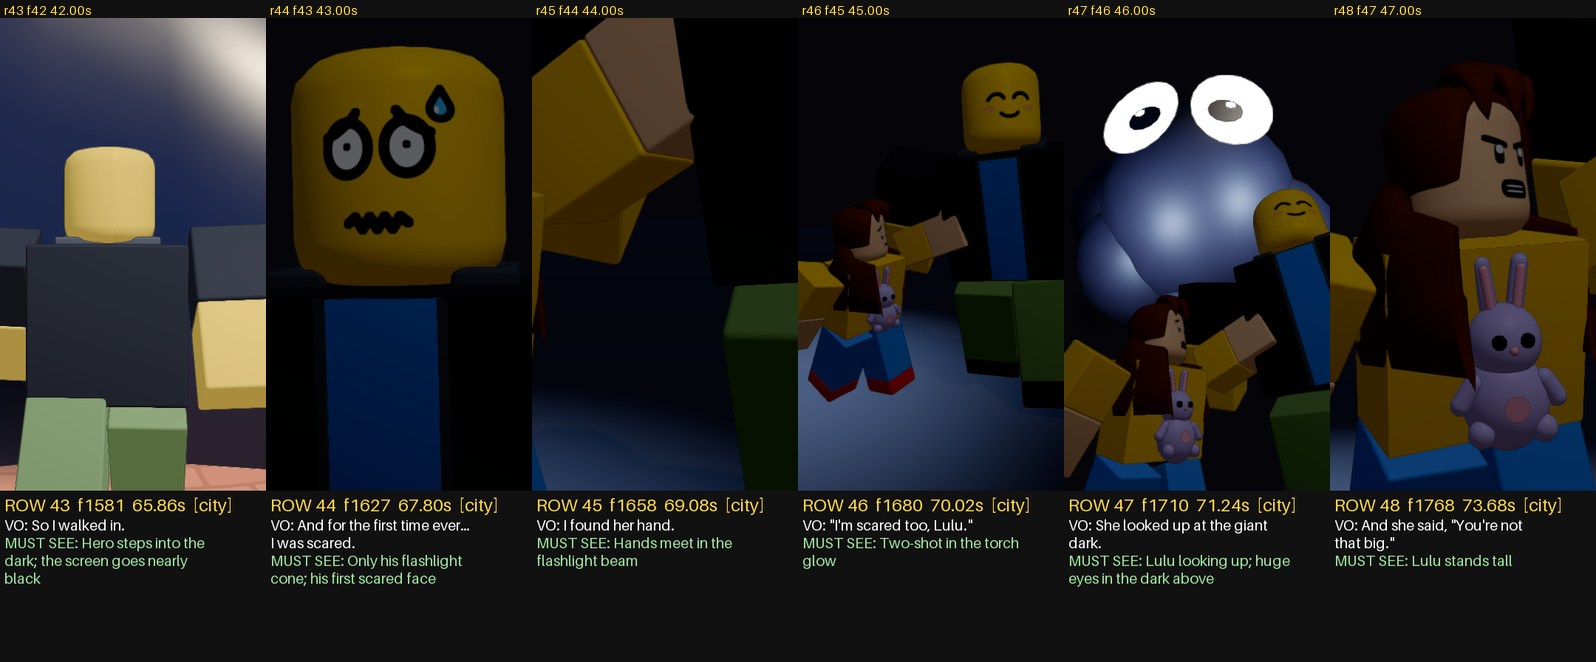 r43 f42 42.00s
r44 f43 43.00s
r45 f44 44.00s
r46 f45 45.00s
r47 f46 46.00s
r48 f47 47.00s
ROW 43 f1581 65.86s [city]
VO: So I walked in.
MUST SEE: Hero steps into the
dark; the screen goes nearly
black
ROW 44 f1627 67.80s [city]
VO: And for the first time ever...
I was scared.
MUST SEE: Only his flashlight
cone; his first scared face
ROW 45 f1658 69.08s [city]
VO: I found her hand.
MUST SEE: Hands meet in the
flashlight beam
ROW 46 f1680 70.02s [city]
VO: "I'm scared too, Lulu."
MUST SEE: Two-shot in the torch
glow
ROW 47 f1710 71.24s [city]
VO: She looked up at the giant
dark.
MUST SEE: Lulu looking up; huge
eyes in the dark above
ROW 48 f1768 73.68s [city]
VO: And she said, "You're not
that big."
MUST SEE: Lulu stands tall